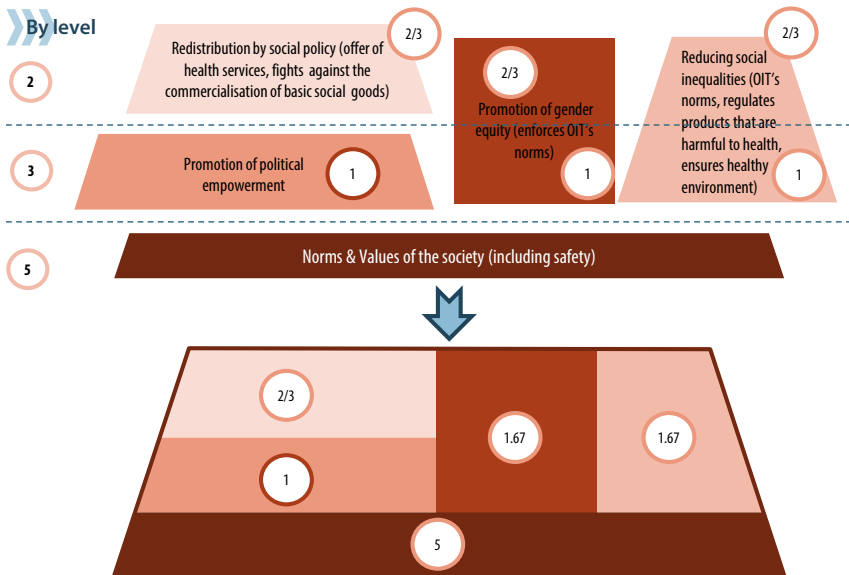 By level
2
Redistribution by social policy (offer of
health services, fights against the
commercialisation of basic social goods)
2/3
2/3
Promotion of gender
equity (enforces OIT's
norms)
1
2/3
Reducing social
inequalities (OIT's
norms, regulates
products that are
harmful to health,
ensures healthy
environment)
1
3
Promotion of political
empowerment
1
5
Norms & Values of the society (including safety)
2/3
1
1.67
1.67
5